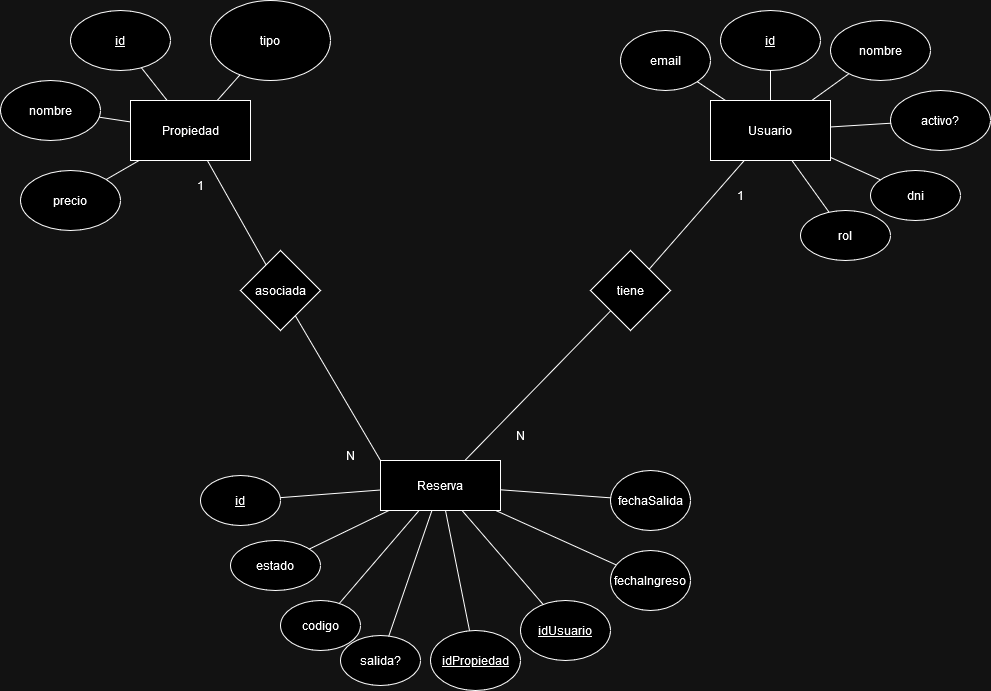 id
tipo
nombre
Propiedad
precio
1
email
id
nombre
Usuario
activo?
dni
rol
1
asociada
tiene
N
N
Reserva
id
estado
codigo
salida?
idPropiedad
idUsuario
fechaIngreso
fechaSalida